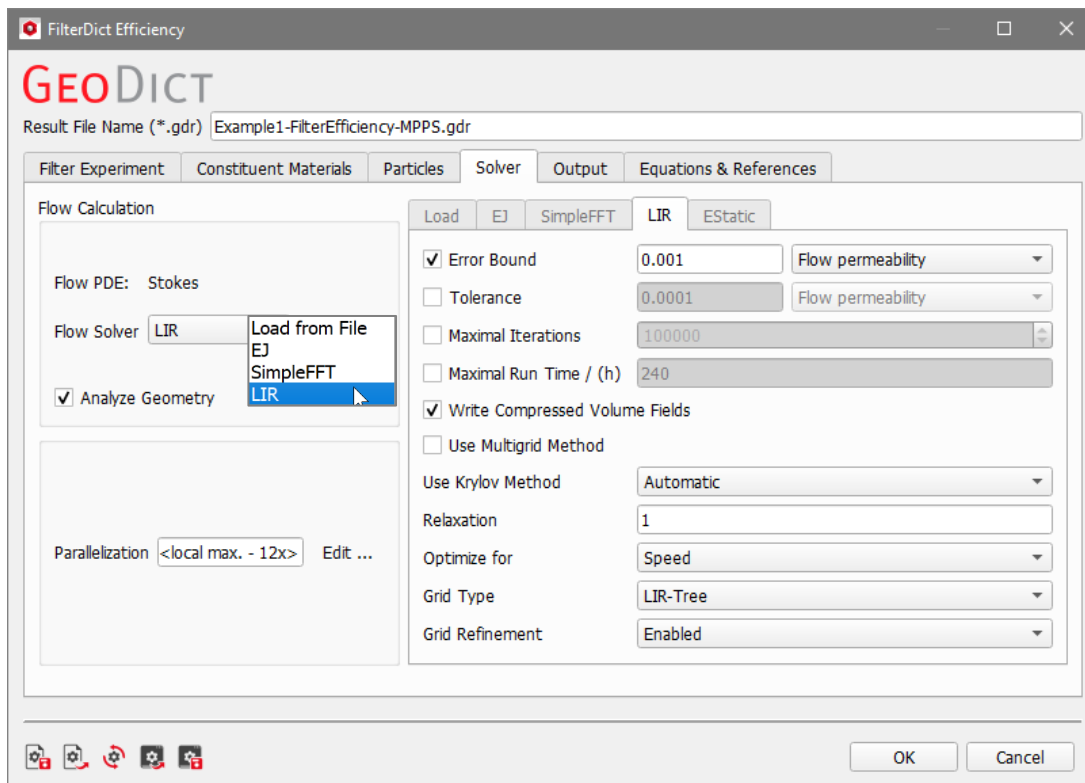 FilterDict Efficiency
GEODICT
Result File Name (*.gdr) Example1-FilterEfficiency-MPPS.gdr
Filter Experiment Constituent Materials Particles Solver Output Equations & References
Flow Calculation
Flow PDE: Stokes
Flow Solver LIR
Load from File
EJ
SimpleFFT
LIR
Analyze Geometry
Parallelization <local max. - 12x> Edit ...
Load EJ SimpleFFT LIR EStatic
Error Bound 0.001 Flow permeability
Tolerance 0.0001 Flow permeability
Maximal Iterations 100000
Maximal Run Time / (h) 240
Write Compressed Volume Fields
Use Multigrid Method
Use Krylov Method Automatic
Relaxation 1
Optimize for Speed
Grid Type LIR-Tree
Grid Refinement Enabled
OK Cancel